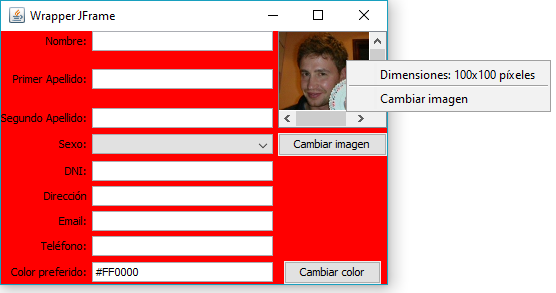 Wrapper JFrame
Nombre:
Dimensiones: 100x100 píxeles
Primer Apellido:
Cambiar imagen
Segundo Apellido:
Sexo:
Cambiar imagen
DNI:
Dirección
Email:
Teléfono:
Color preferido: #FF0000 Cambiar color